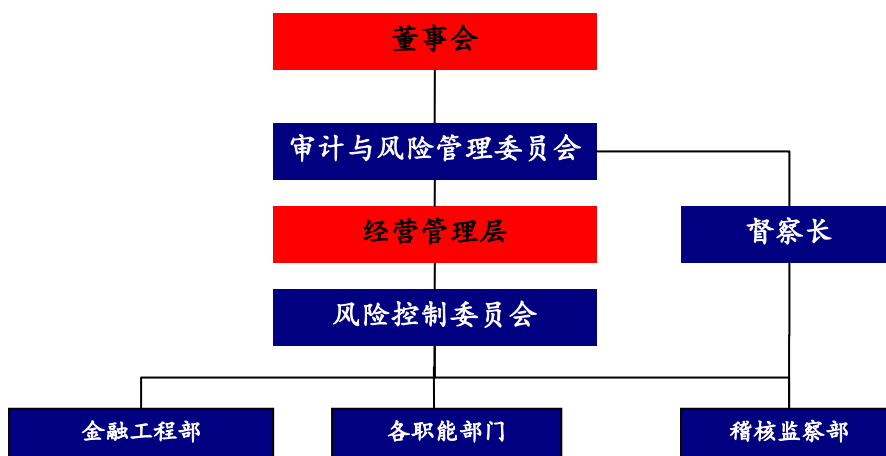 董事会
审计与风险管理委员会
经营管理层
督察长
风险控制委员会
金融工程部
各职能部门
稽核监察部